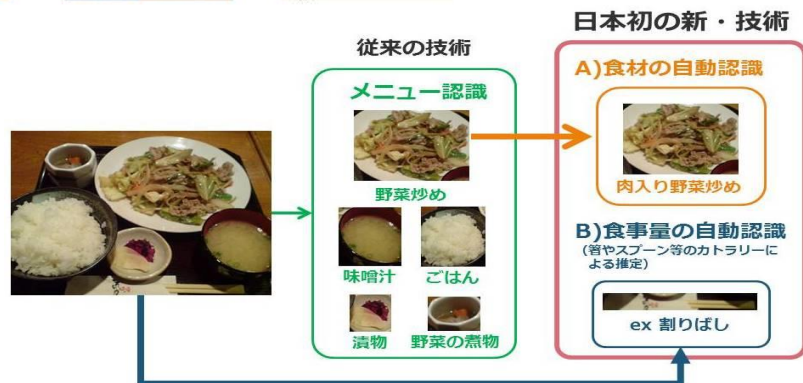 日本初の新・技術
従来の技術
メニュー認識
野菜炒め
味噌汁
ごはん
漬物
野菜の煮物
A)食材の自動認識
肉入り野菜炒め
B)食事量の自動認識
(箸やスプーン等のカトラリーに
よる推定)
ex 割りばし